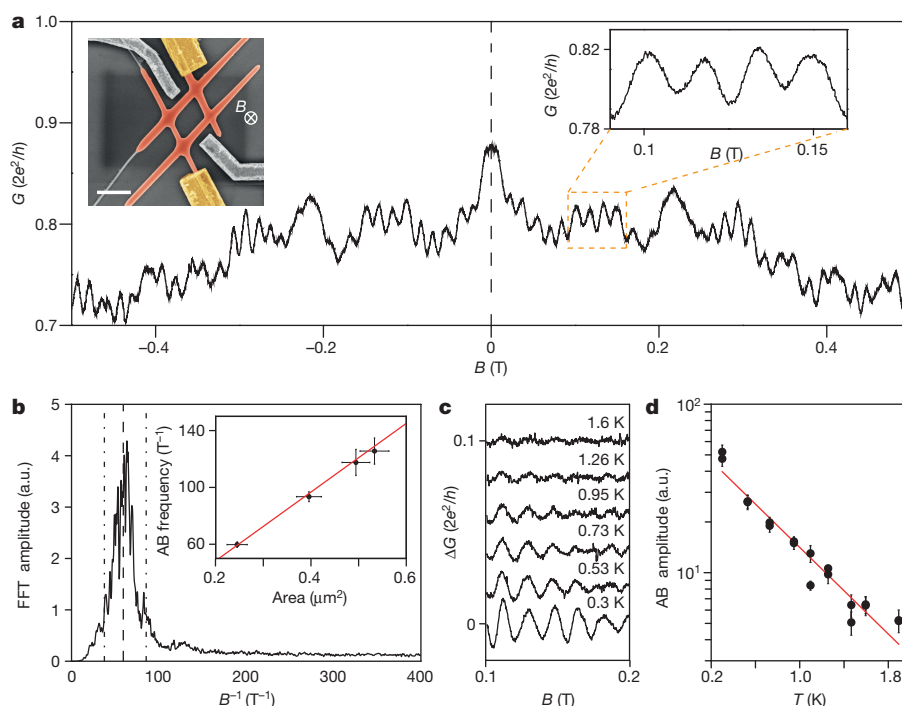 a
1.0
0.9
0.8
0.7
G (2e²/h)
−0.4
−0.2
0
0.2
0.4
B (T)
B
0.82
0.78
G (2e²/h)
0.1
0.15
B (T)
b
5
4
3
2
1
0
FFT amplitude (a.u.)
0
100
200
300
400
B⁻¹ (T⁻¹)
140
100
60
AB frequency (T⁻¹)
0.2
0.4
0.6
Area (μm²)
c
0.1
0
ΔG (2e²/h)
1.6 K
1.26 K
0.95 K
0.73 K
0.53 K
0.3 K
0.1
0.2
B (T)
d
10²
10¹
AB amplitude (a.u.)
0.2
1.0
1.8
T (K)